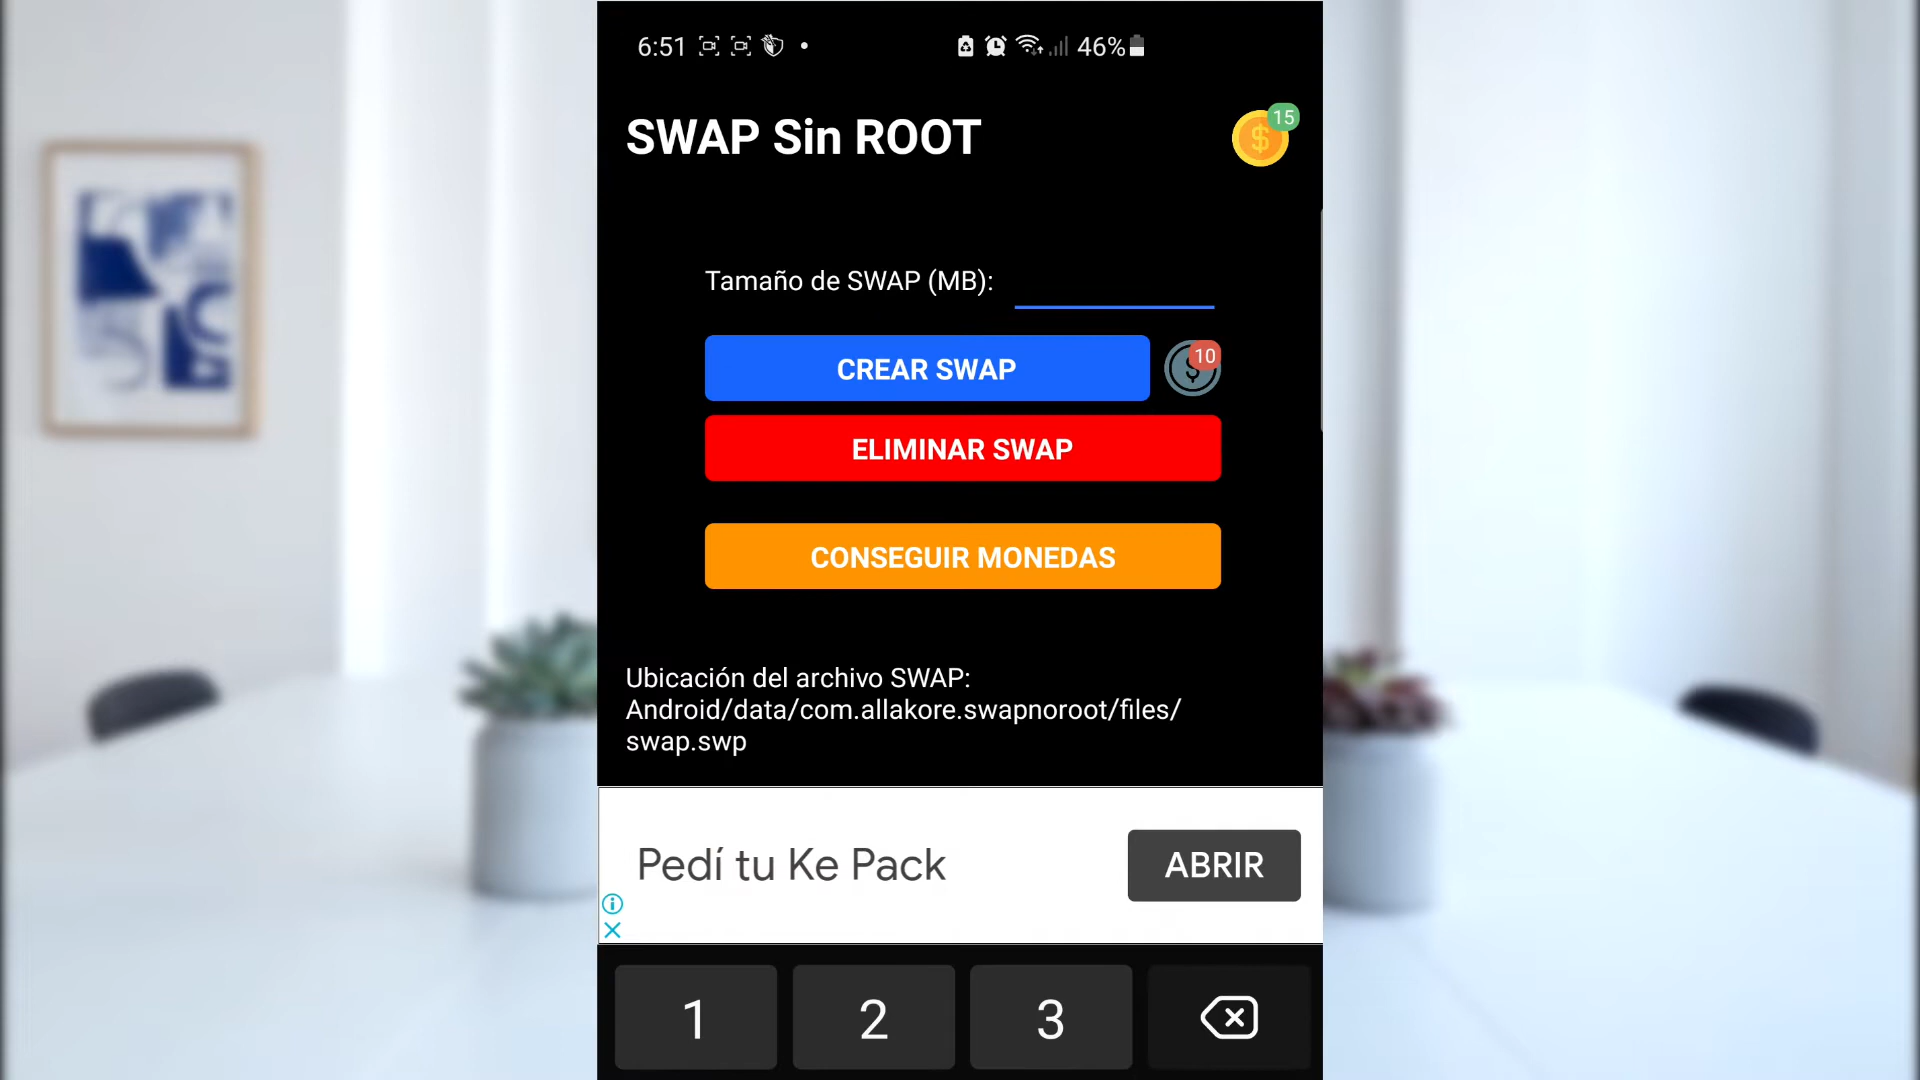 6:51
46%
SWAP Sin ROOT
15
Tamaño de SWAP (MB):
CREAR SWAP
10
ELIMINAR SWAP
CONSEGUIR MONEDAS
Ubicación del archivo SWAP:
Android/data/com.allakore.swapnoroot/files/
swap.swp
Pedí tu Ke Pack
ABRIR
1 2 3